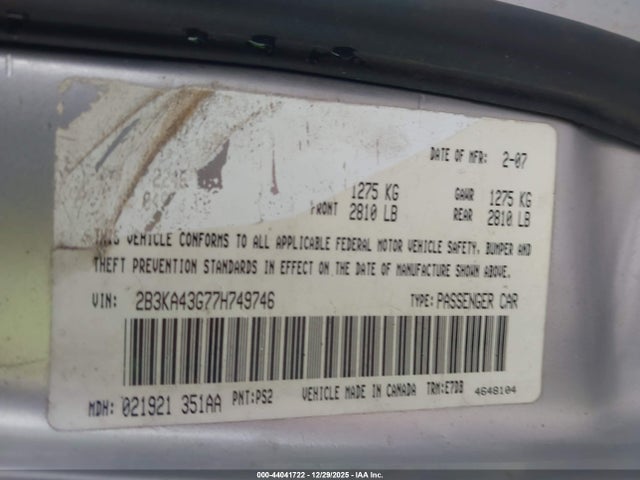 DATE OF MFR: 2-07
1275 KG GAWR 1275 KG
FRONT 2810 LB REAR 2810 LB
THIS VEHICLE CONFORMS TO ALL APPLICABLE FEDERAL MOTOR VEHICLE SAFETY, BUMPER AND
THEFT PREVENTION STANDARDS IN EFFECT ON THE DATE OF MANUFACTURE SHOWN ABOVE.
VIN: 2B3KA43G77H749746 TYPE: PASSENGER CAR
MDH: 021921 351AA PNT:PS2 VEHICLE MADE IN CANADA TRM:E7DB 4648104
000-44041722 - 12/29/2025 - IAA Inc.